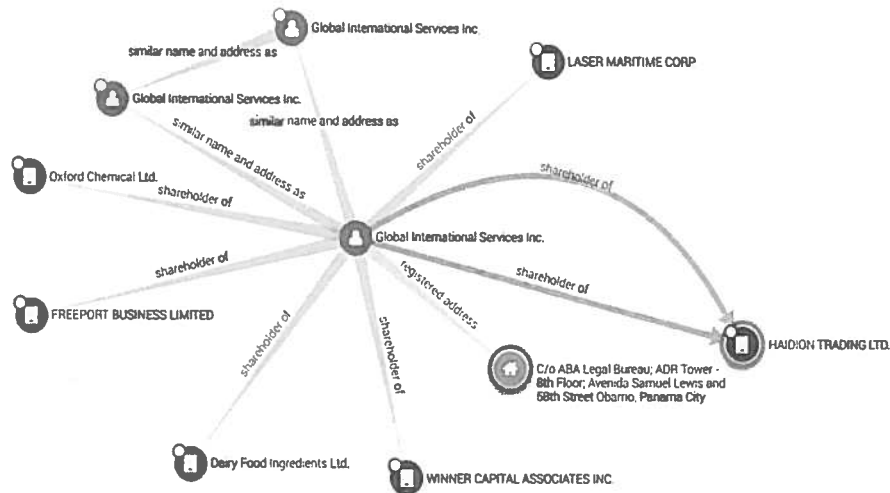 Global International Services Inc.
similar name and address as
LASER MARITIME CORP
Global International Services Inc.
similar name and address as
similar name and address as
shareholder of
shareholder of
Oxford Chemical Ltd.
shareholder of
Global International Services Inc.
shareholder of
registered address
shareholder of
FREEPORT BUSINESS LIMITED
shareholder of
shareholder of
HAIDION TRADING LTD.
C/o ABA Legal Bureau; ADR Tower -
8th Floor; Avenida Samuel Lewis and
58th Street Obarrio, Panama City
Dairy Food Ingredients Ltd.
WINNER CAPITAL ASSOCIATES INC.